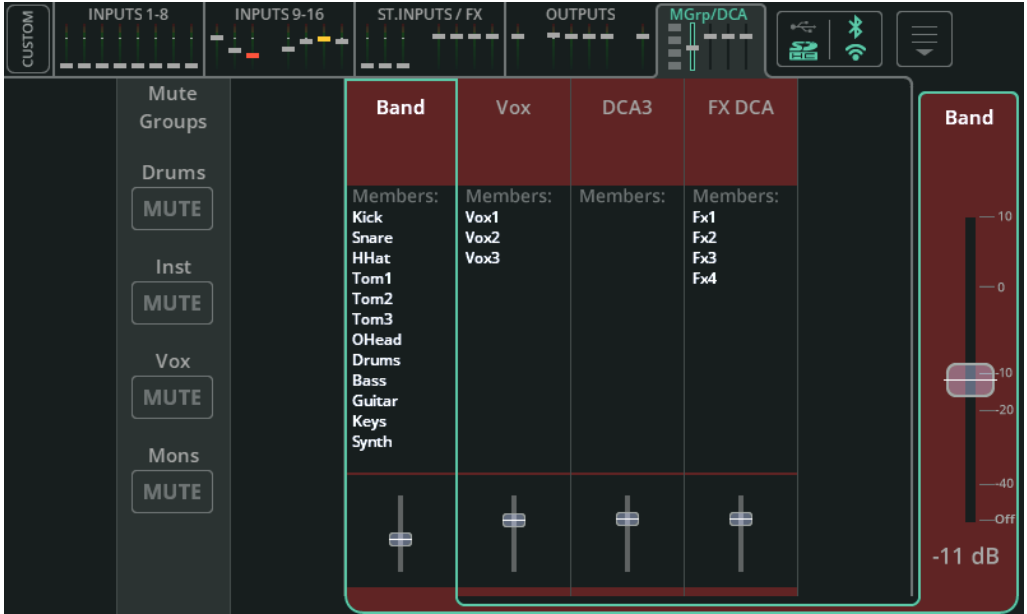 CUSTOM
INPUTS 1-8
INPUTS 9-16
ST.INPUTS / FX
OUTPUTS
MGrp/DCA
SD
HC
Mute
Groups
Drums
MUTE
Inst
MUTE
Vox
MUTE
Mons
MUTE
Band
Members:
Kick
Snare
HHat
Tom1
Tom2
Tom3
OHead
Drums
Bass
Guitar
Keys
Synth
Vox
Members:
Vox1
Vox2
Vox3
DCA3
Members:
FX DCA
Members:
Fx1
Fx2
Fx3
Fx4
Band
10
0
-10
-20
-40
Off
-11 dB